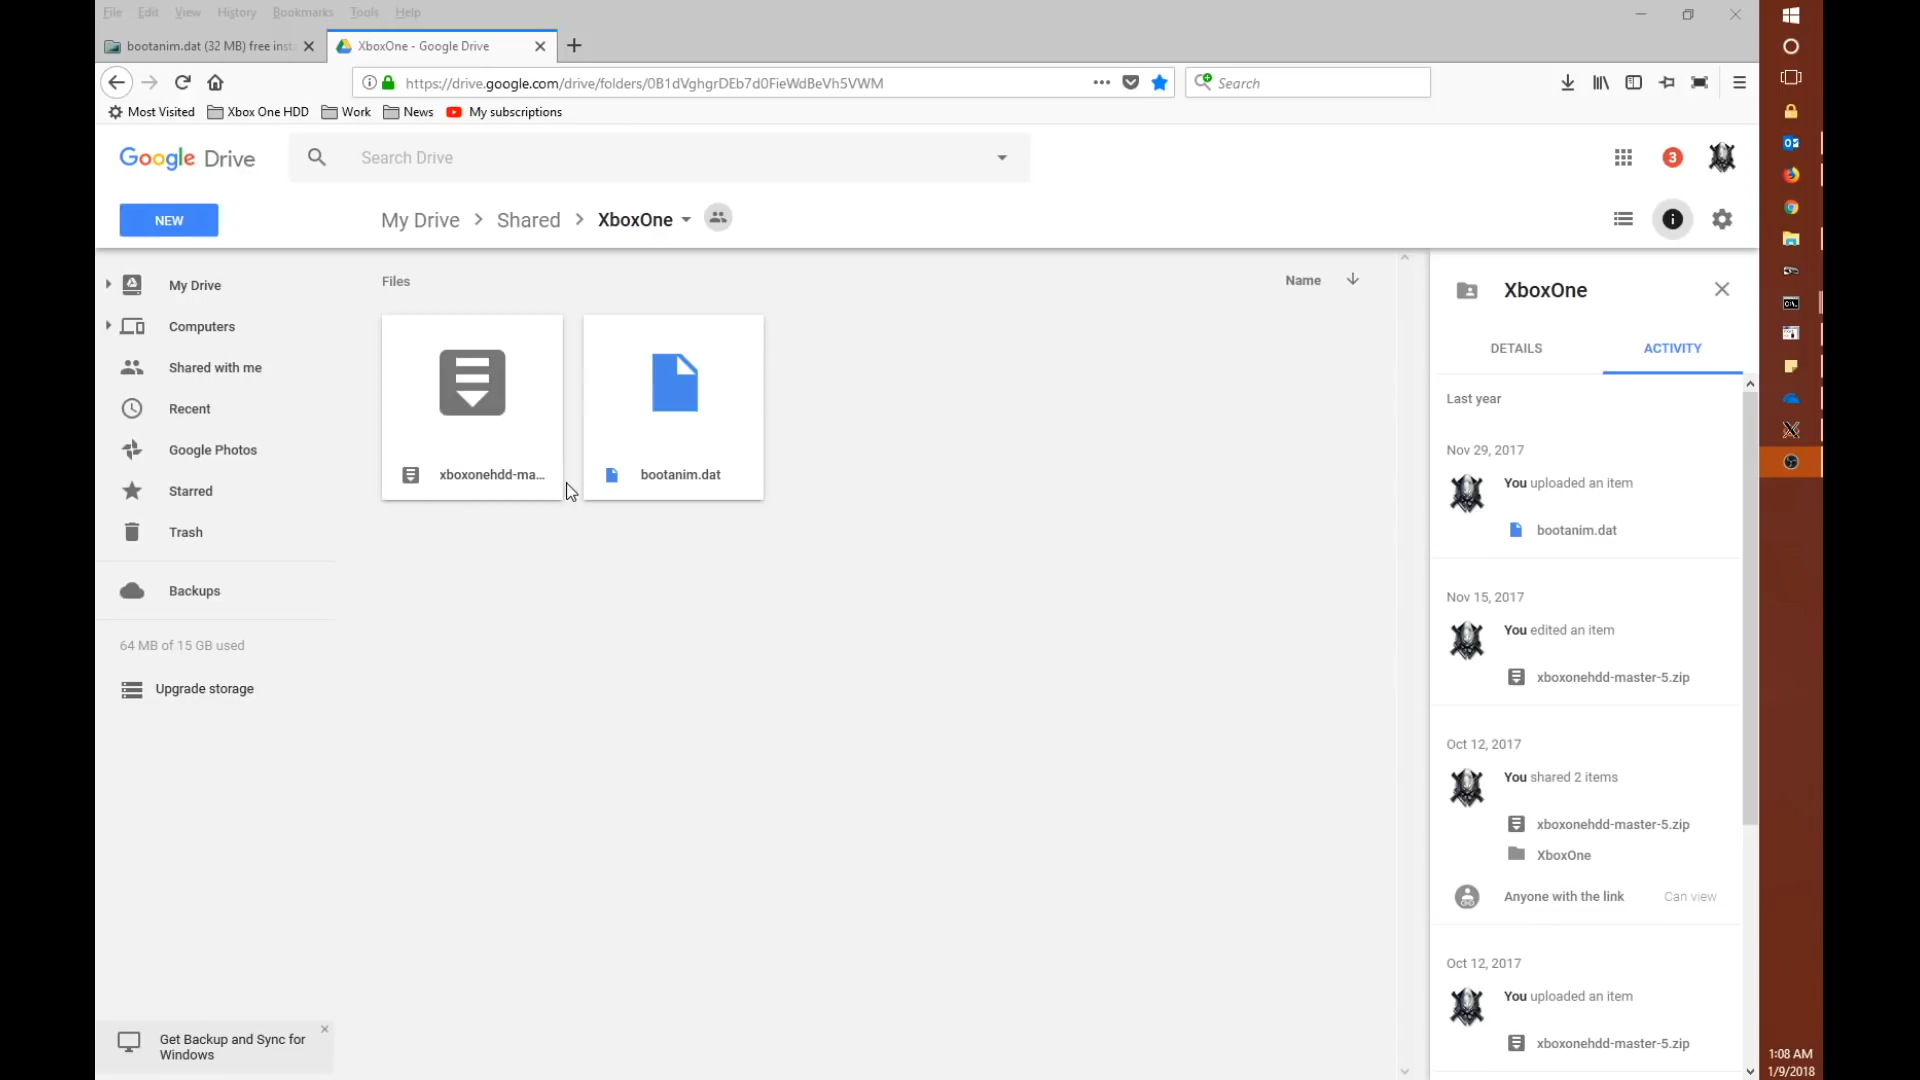 File Edit View History Bookmarks Tools Help
bootanim.dat (32 MB) free inst
XboxOne - Google Drive
https://drive.google.com/drive/folders/0B1dVghgrDEb7d0FieWdBeVh5VWM
Search
Most Visited Xbox One HDD Work News My subscriptions
Google Drive
Search Drive
3
NEW
My Drive > Shared > XboxOne
My Drive
Computers
Shared with me
Recent
Google Photos
Starred
Trash
Backups
64 MB of 15 GB used
Upgrade storage
Get Backup and Sync for
Windows
Files
Name
xboxonehdd-ma...
bootanim.dat
XboxOne
DETAILS ACTIVITY
Last year
Nov 29, 2017
You uploaded an item
bootanim.dat
Nov 15, 2017
You edited an item
xboxonehdd-master-5.zip
Oct 12, 2017
You shared 2 items
xboxonehdd-master-5.zip
XboxOne
Anyone with the link Can view
Oct 12, 2017
You uploaded an item
xboxonehdd-master-5.zip
1:08 AM
1/9/2018